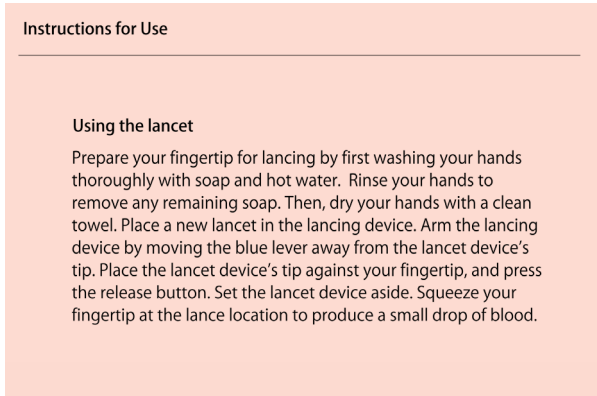 Instructions for Use
Using the lancet
Prepare your fingertip for lancing by first washing your hands
thoroughly with soap and hot water.  Rinse your hands to
remove any remaining soap. Then, dry your hands with a clean
towel. Place a new lancet in the lancing device. Arm the lancing
device by moving the blue lever away from the lancet device’s
tip. Place the lancet device’s tip against your fingertip, and press
the release button. Set the lancet device aside. Squeeze your
fingertip at the lance location to produce a small drop of blood.